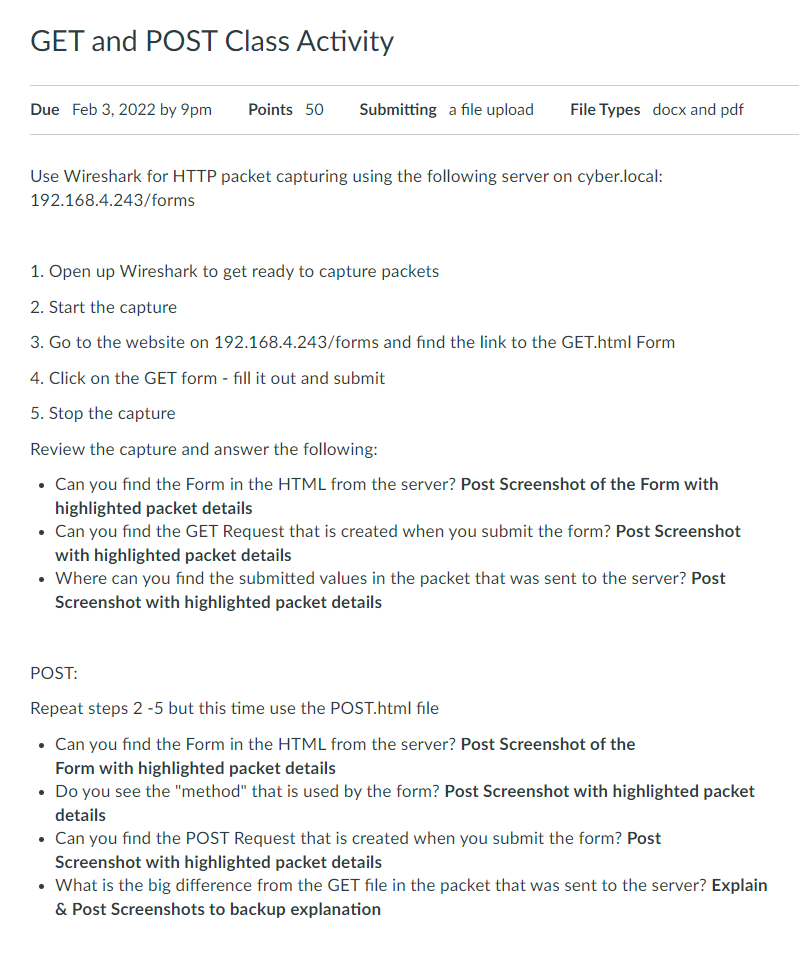 GET and POST Class Activity
Due Feb 3, 2022 by 9pm Points 50 Submitting a file upload File Types docx and pdf
Use Wireshark for HTTP packet capturing using the following server on cyber.local:
192.168.4.243/forms
1. Open up Wireshark to get ready to capture packets
2. Start the capture
3. Go to the website on 192.168.4.243/forms and find the link to the GET.html Form
4. Click on the GET form - fill it out and submit
5. Stop the capture
Review the capture and answer the following:
• Can you find the Form in the HTML from the server? Post Screenshot of the Form with
highlighted packet details
• Can you find the GET Request that is created when you submit the form? Post Screenshot
with highlighted packet details
• Where can you find the submitted values in the packet that was sent to the server? Post
Screenshot with highlighted packet details
POST:
Repeat steps 2 -5 but this time use the POST.html file
• Can you find the Form in the HTML from the server? Post Screenshot of the
Form with highlighted packet details
• Do you see the "method" that is used by the form? Post Screenshot with highlighted packet
details
• Can you find the POST Request that is created when you submit the form? Post
Screenshot with highlighted packet details
• What is the big difference from the GET file in the packet that was sent to the server? Explain
& Post Screenshots to backup explanation